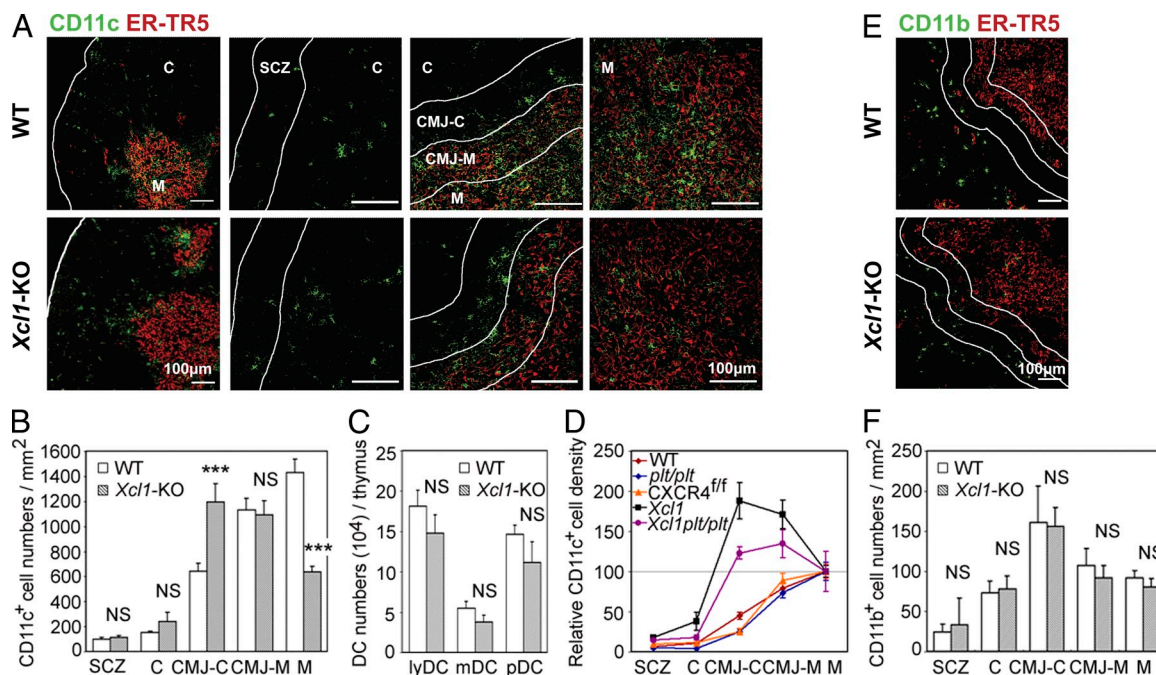 A CD11c ER-TR5
WT
C
M
SCZ
C
C
CMJ-C
CMJ-M
M
M
Xcl1-KO
100µm
100µm
E CD11b ER-TR5
WT
Xcl1-KO
100µm
B
CD11c+ cell numbers / mm2
1600
1400
1200
1000
800
600
400
200
0
WT
Xcl1-KO
NS
NS
***
NS
***
SCZ C CMJ-C CMJ-M M
C
DC numbers (104) / thymus
25
20
15
10
5
0
WT
Xcl1-KO
NS
NS
NS
lyDC mDC pDC
D
Relative CD11c+ cell density
250
200
150
100
50
0
WT
plt/plt
CXCR4f/f
Xcl1
Xcl1plt/plt
SCZ C CMJ-C CMJ-M M
F
CD11b+ cell numbers / mm2
250
200
150
100
50
0
WT
Xcl1-KO
NS
NS
NS
NS
NS
SCZ C CMJ-C CMJ-M M